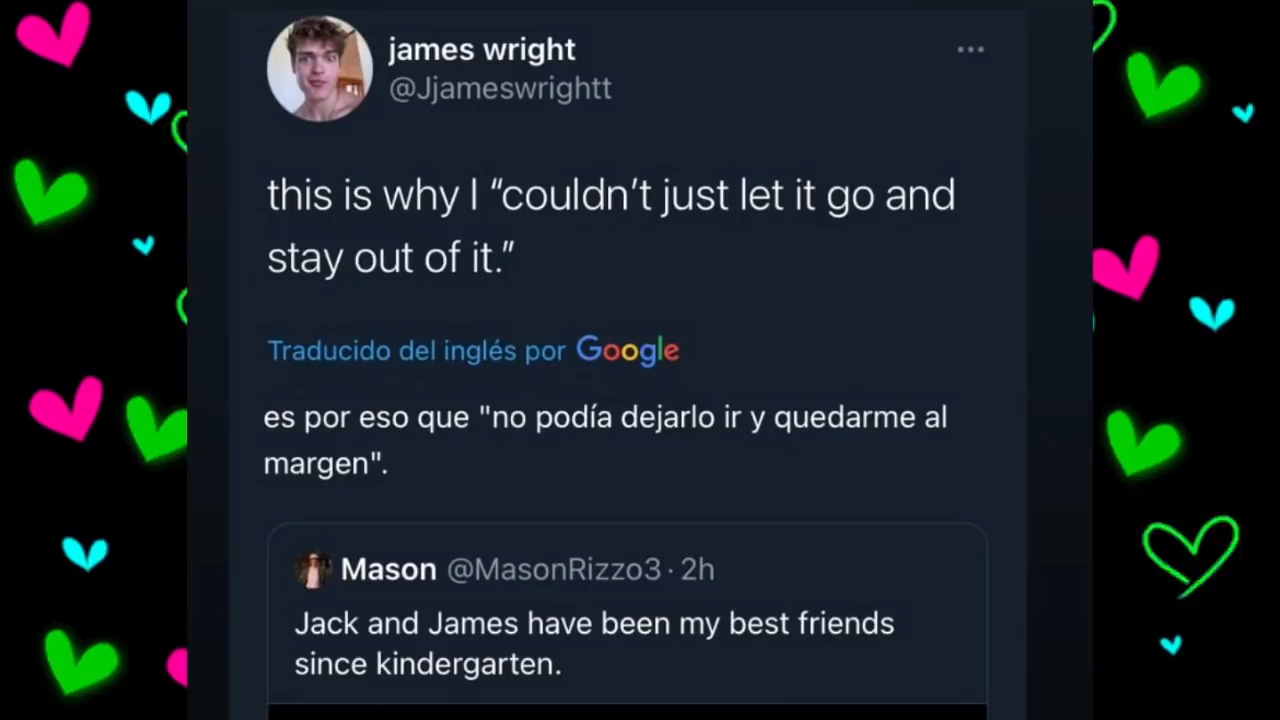 james wright
@Jjameswrightt
this is why I “couldn’t just let it go and
stay out of it.”
Traducido del inglés por Google
es por eso que "no podía dejarlo ir y quedarme al
margen".
Mason @MasonRizzo3 · 2h
Jack and James have been my best friends
since kindergarten.